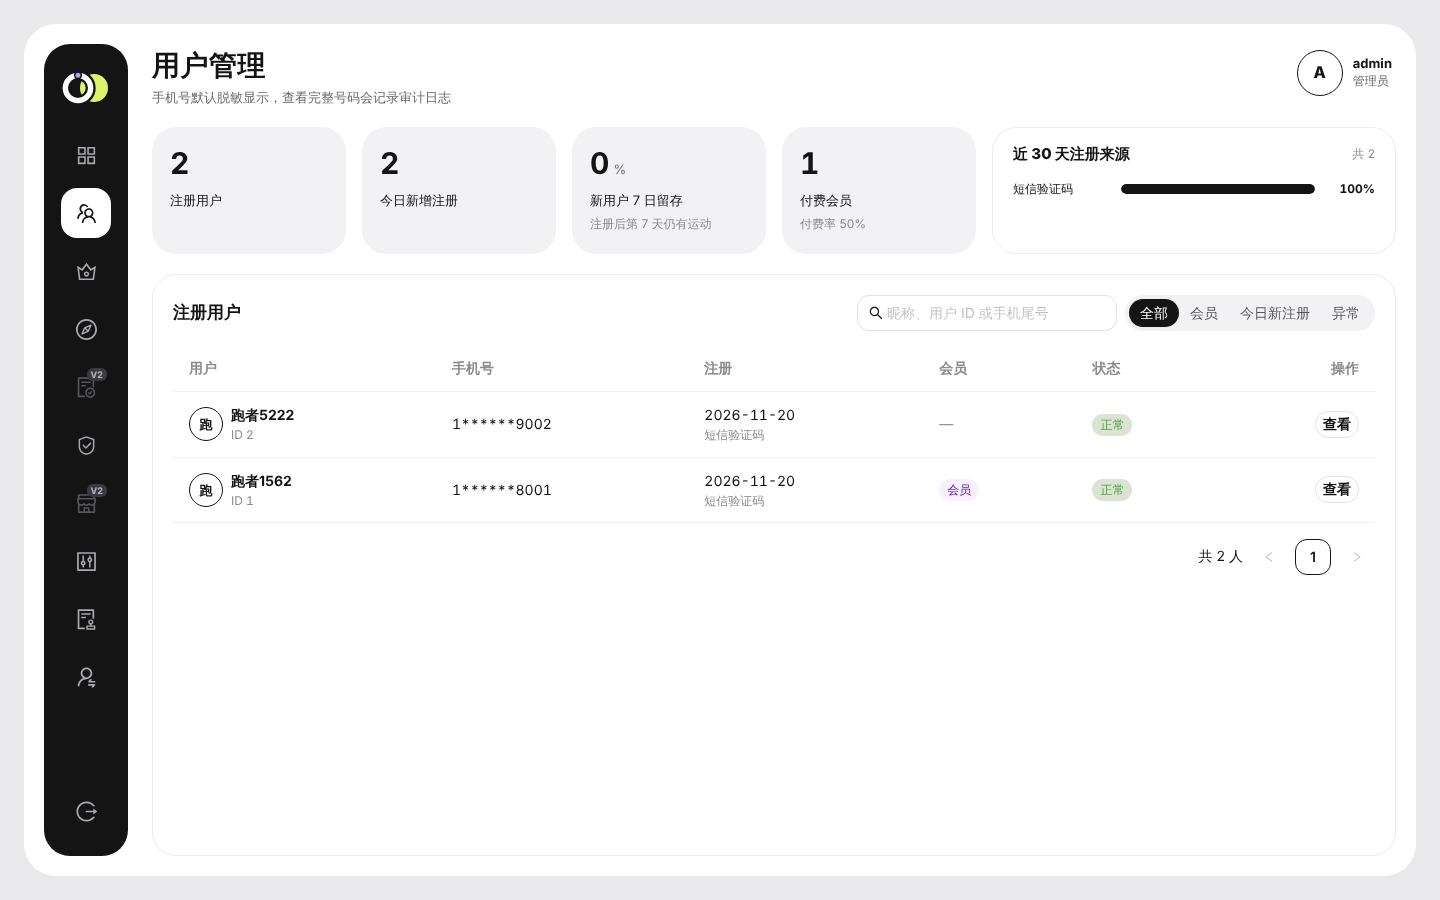 用户管理
手机号默认脱敏显示，查看完整号码会记录审计日志
A
admin
管理员
2
注册用户
2
今日新增注册
0 %
新用户 7 日留存
注册后第 7 天仍有运动
1
付费会员
付费率 50%
近 30 天注册来源
共 2
短信验证码
100%
V2
V2
注册用户
昵称、用户 ID 或手机尾号
全部 会员 今日新注册 异常
用户 手机号 注册 会员 状态 操作
跑 跑者5222
ID 2
1******9002
2026-11-20
短信验证码
—
正常
查看
跑 跑者1562
ID 1
1******8001
2026-11-20
短信验证码
会员
正常
查看
共 2 人 < 1 >